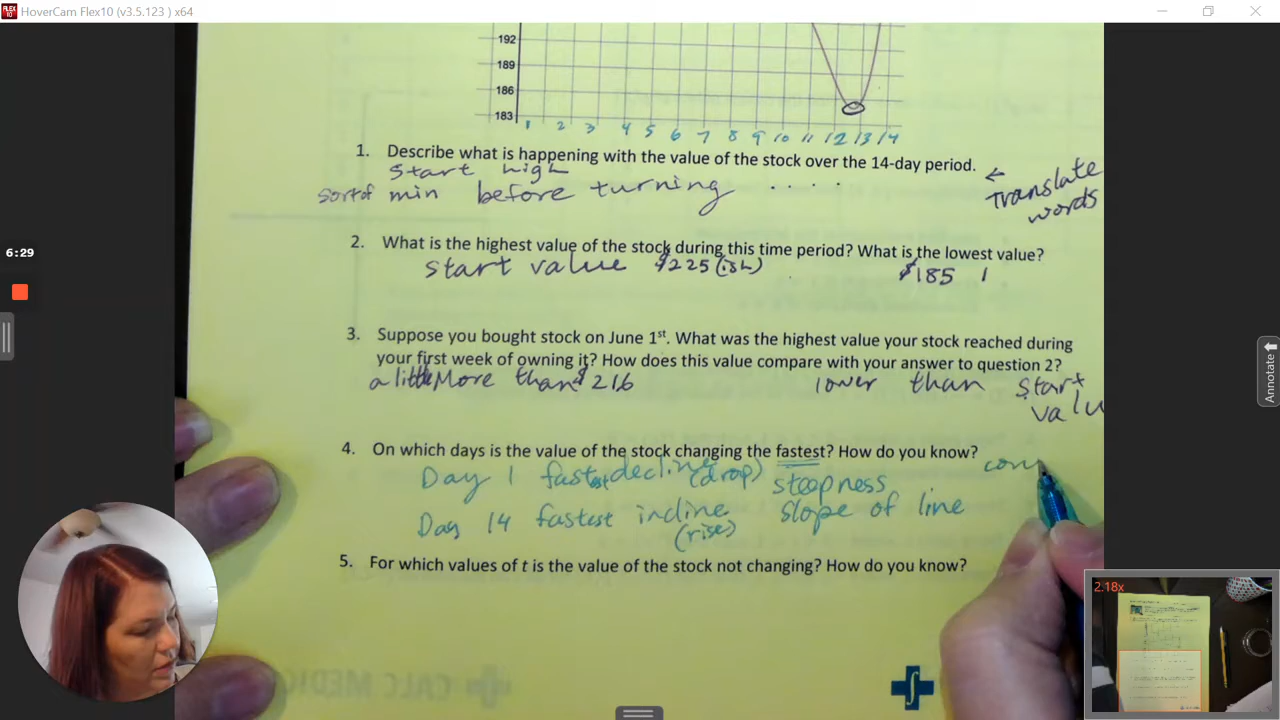 HoverCam Flex10 (v3.5.123) x64
192
189
186
183
1 2 3 4 5 6 7 8 9 10 11 12 13 14
1. Describe what is happening with the value of the stock over the 14-day period.
start high
sort of min before turning . . . .
← translate
words
2. What is the highest value of the stock during this time period? What is the lowest value?
start value $225 (ish)
$185
6:29
3. Suppose you bought stock on June 1st. What was the highest value your stock reached during
your first week of owning it? How does this value compare with your answer to question 2?
a little More than $216
lower than start
valu
Annotate
4. On which days is the value of the stock changing the fastest? How do you know?
Day 1 fastest decline (drop) steepness
Day 14 fastest incline slope of line
(rise)
5. For which values of t is the value of the stock not changing? How do you know?
CALC MEDIC
2.18x